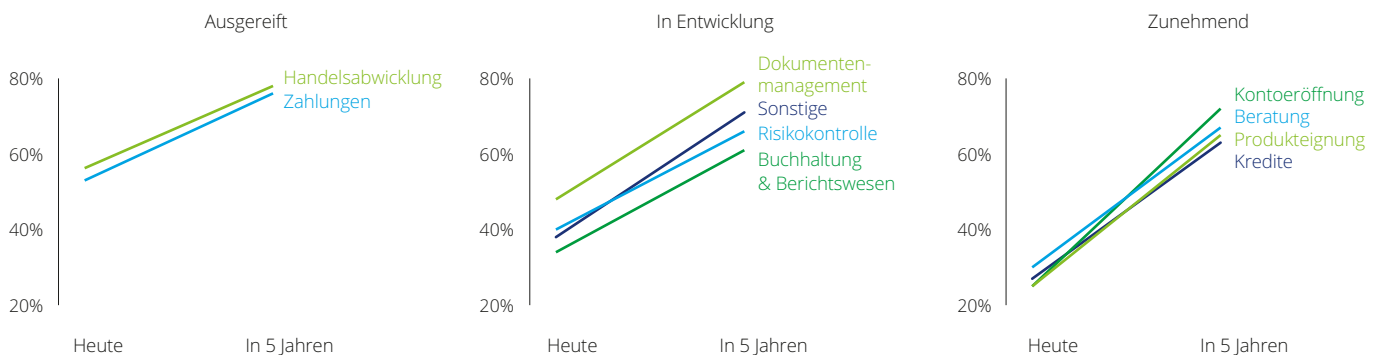 Ausgereift
80%
60%
40%
20%
Handelsabwicklung
Zahlungen
Heute
In 5 Jahren
In Entwicklung
80%
60%
40%
20%
Dokumenten-
management
Sonstige
Risikokontrolle
Buchhaltung
& Berichtswesen
Heute
In 5 Jahren
Zunehmend
80%
60%
40%
20%
Kontoeröffnung
Beratung
Produkteignung
Kredite
Heute
In 5 Jahren